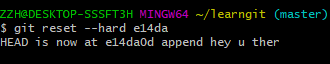 ZZH@DESKTOP-SSSFT3H MINGW64 ~/learngit (master)
$ git reset --hard e14da
HEAD is now at e14da0d append hey u ther